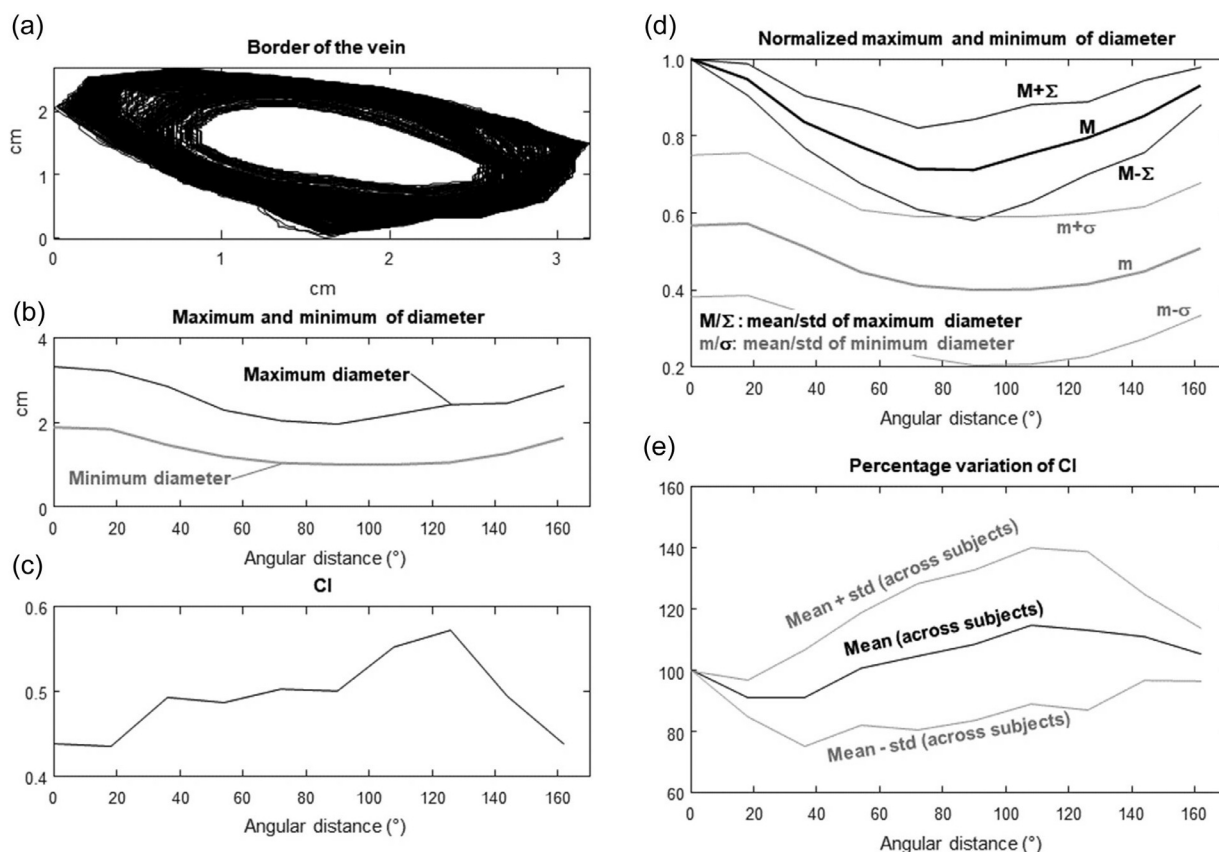 (a)
Border of the vein
2
1
0
cm
0
1
2
3
cm
(b)
Maximum and minimum of diameter
4
2
0
cm
Maximum diameter
Minimum diameter
0 20 40 60 80 100 120 140 160
Angular distance (°)
(c)
CI
0.6
0.5
0.4
0 20 40 60 80 100 120 140 160
Angular distance (°)
(d)
Normalized maximum and minimum of diameter
1.0
0.8
0.6
0.4
0.2
M+Σ
M
M-Σ
m+σ
m
m-σ
M/Σ : mean/std of maximum diameter
m/σ: mean/std of minimum diameter
0 20 40 60 80 100 120 140 160
Angular distance (°)
(e)
Percentage variation of CI
160
140
120
100
80
60
Mean + std (across subjects)
Mean (across subjects)
Mean - std (across subjects)
0 20 40 60 80 100 120 140 160
Angular distance (°)